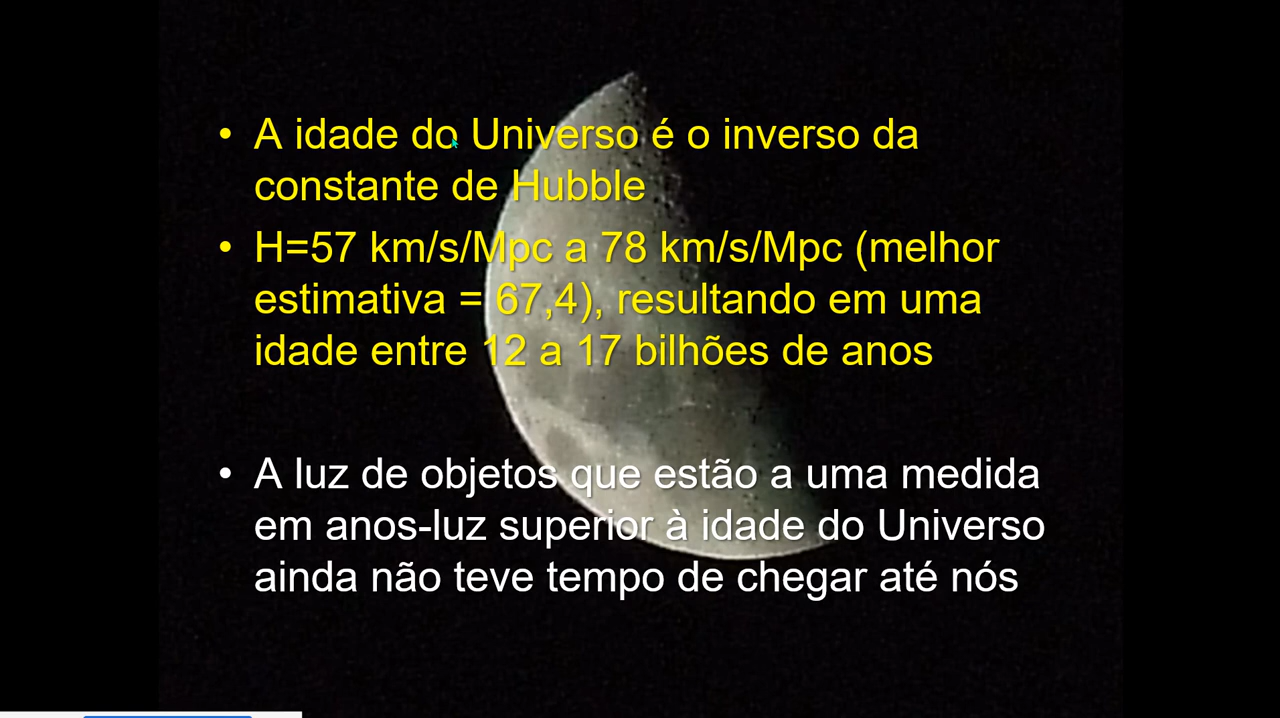 • A idade do Universo é o inverso da
constante de Hubble
• H=57 km/s/Mpc a 78 km/s/Mpc (melhor
estimativa = 67,4), resultando em uma
idade entre 12 a 17 bilhões de anos
• A luz de objetos que estão a uma medida
em anos-luz superior à idade do Universo
ainda não teve tempo de chegar até nós